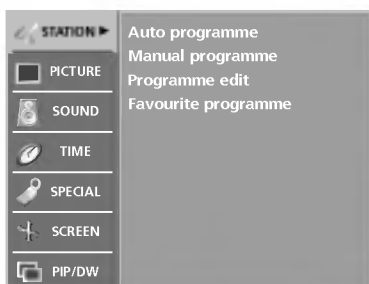 STATION
PICTURE
SOUND
TIME
SPECIAL
SCREEN
PIP/DW
Auto programme
Manual programme
Programme edit
Favourite programme